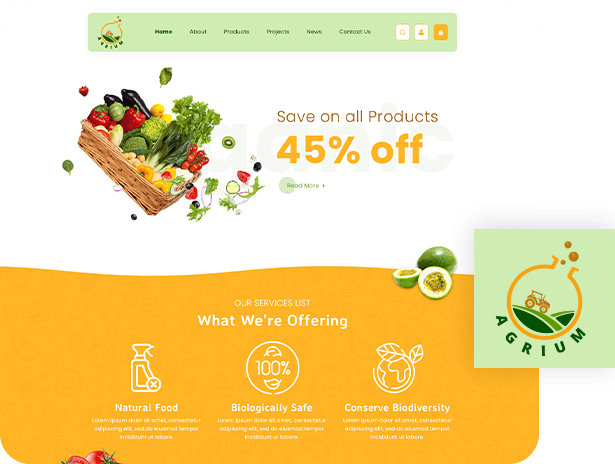 AGRIUM
Home About Products Projects News Contact Us
Save on all Products
45% off
Read More
OUR SERVICES LIST
What We're Offering
100%
Natural Food Biologically Safe Conserve Biodiversity
Lorem ipsum dolor sit amet, consectetur Lorem ipsum dolor sit amet, consectetur Lorem ipsum dolor sit amet, consectetur
adipiscing elit, sed do eiusmod tempor adipiscing elit, sed do eiusmod tempor adipiscing elit, sed do eiusmod tempor
incididunt ut labore. incididunt ut labore. incididunt ut labore.
AGRIUM